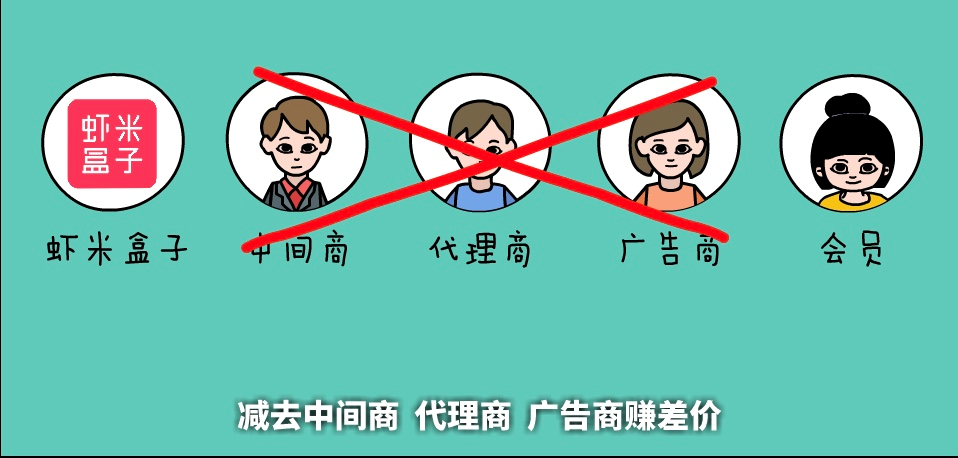 虾米
盒子
虾米盒子
中间商
代理商
广告商
会员
减去中间商 代理商 广告商赚差价